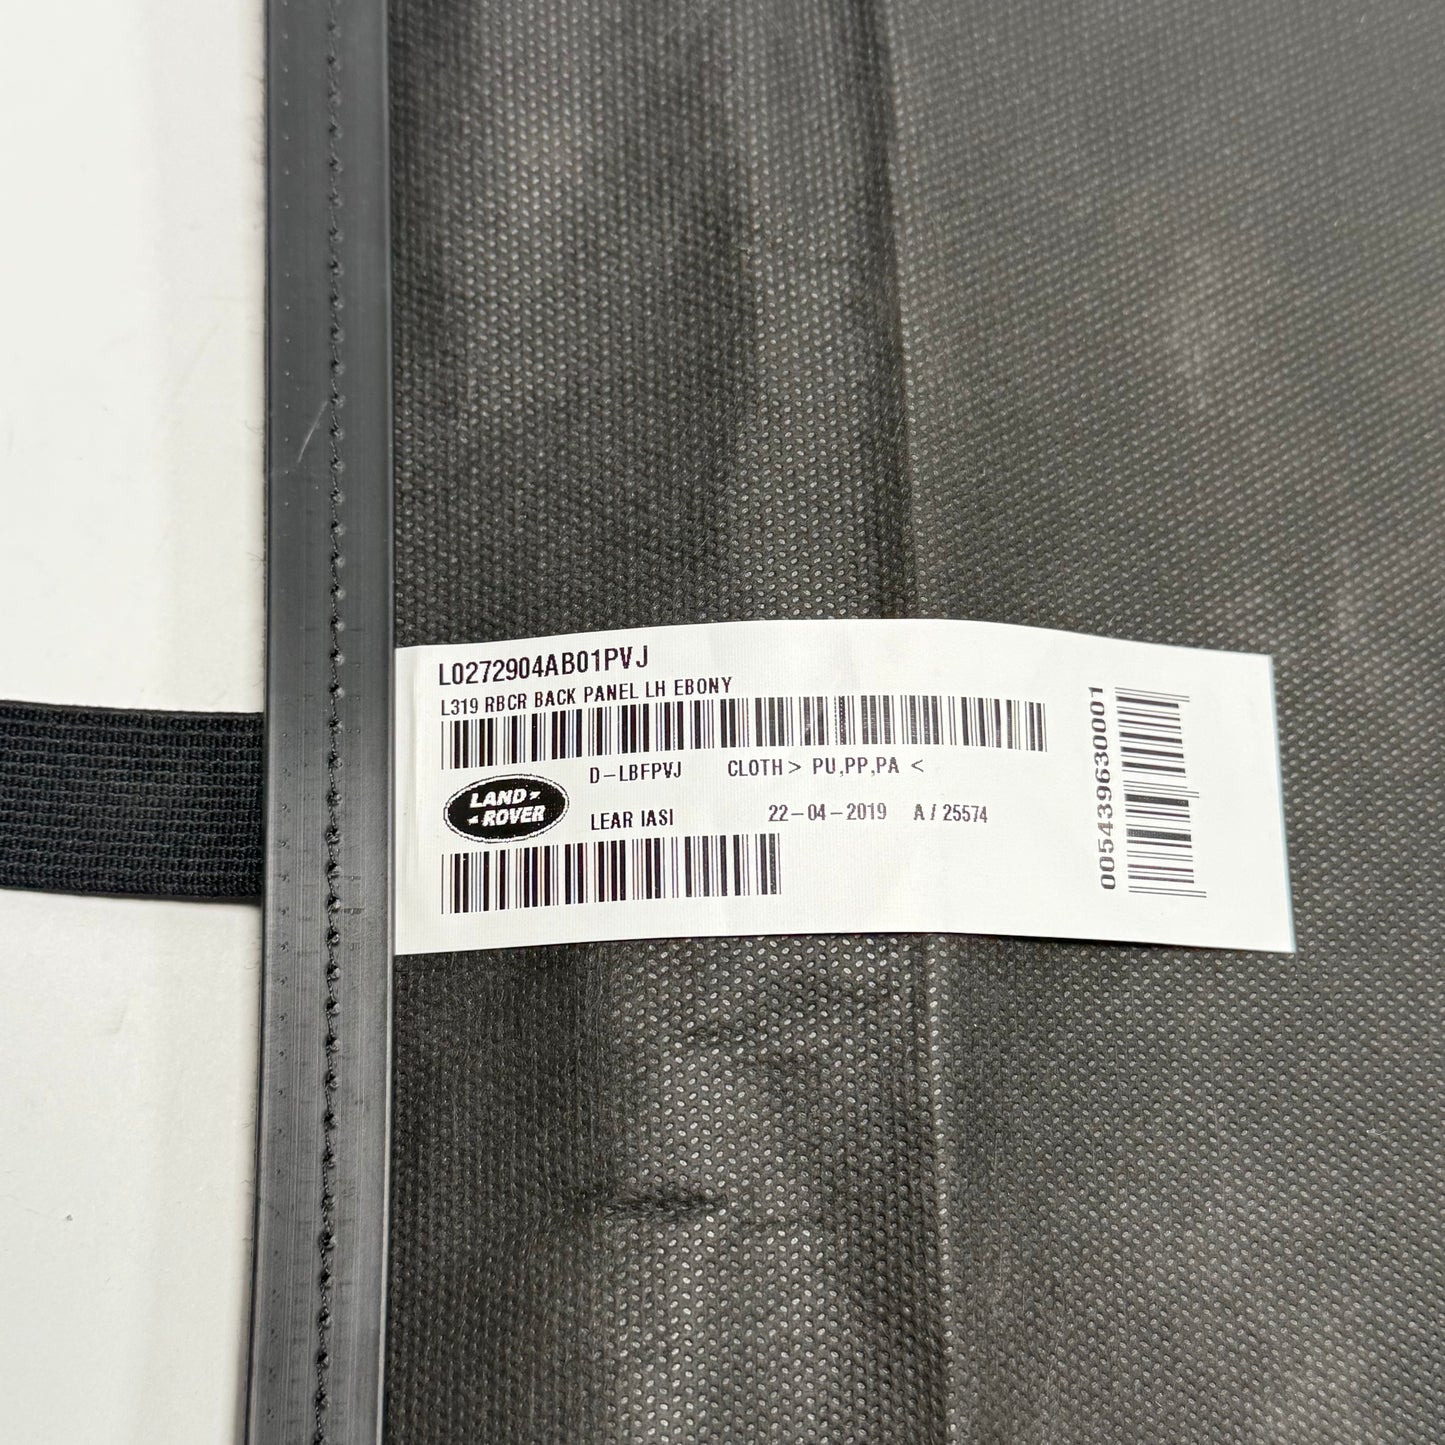 L0272904AB01PVJ
L319 RBCR BACK PANEL LH EBONY
D-LBFPVJ CLOTH> PU,PP,PA <
LAND
ROVER
LEAR IASI 22-04-2019 A/25574
0054396300001